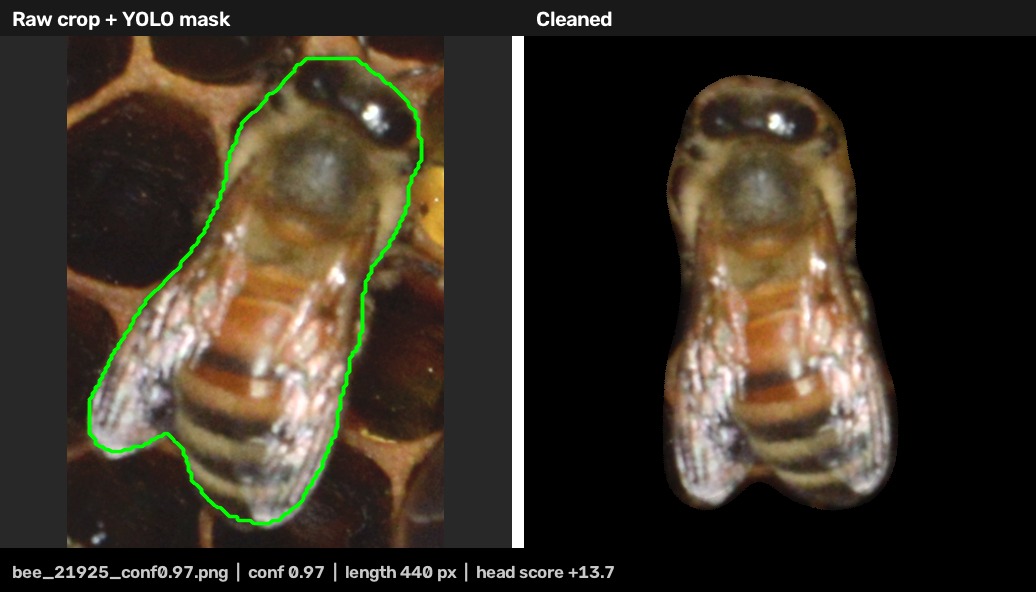 Raw crop + YOLO mask
Cleaned
bee_21925_conf0.97.png | conf 0.97 | length 440 px | head score +13.7